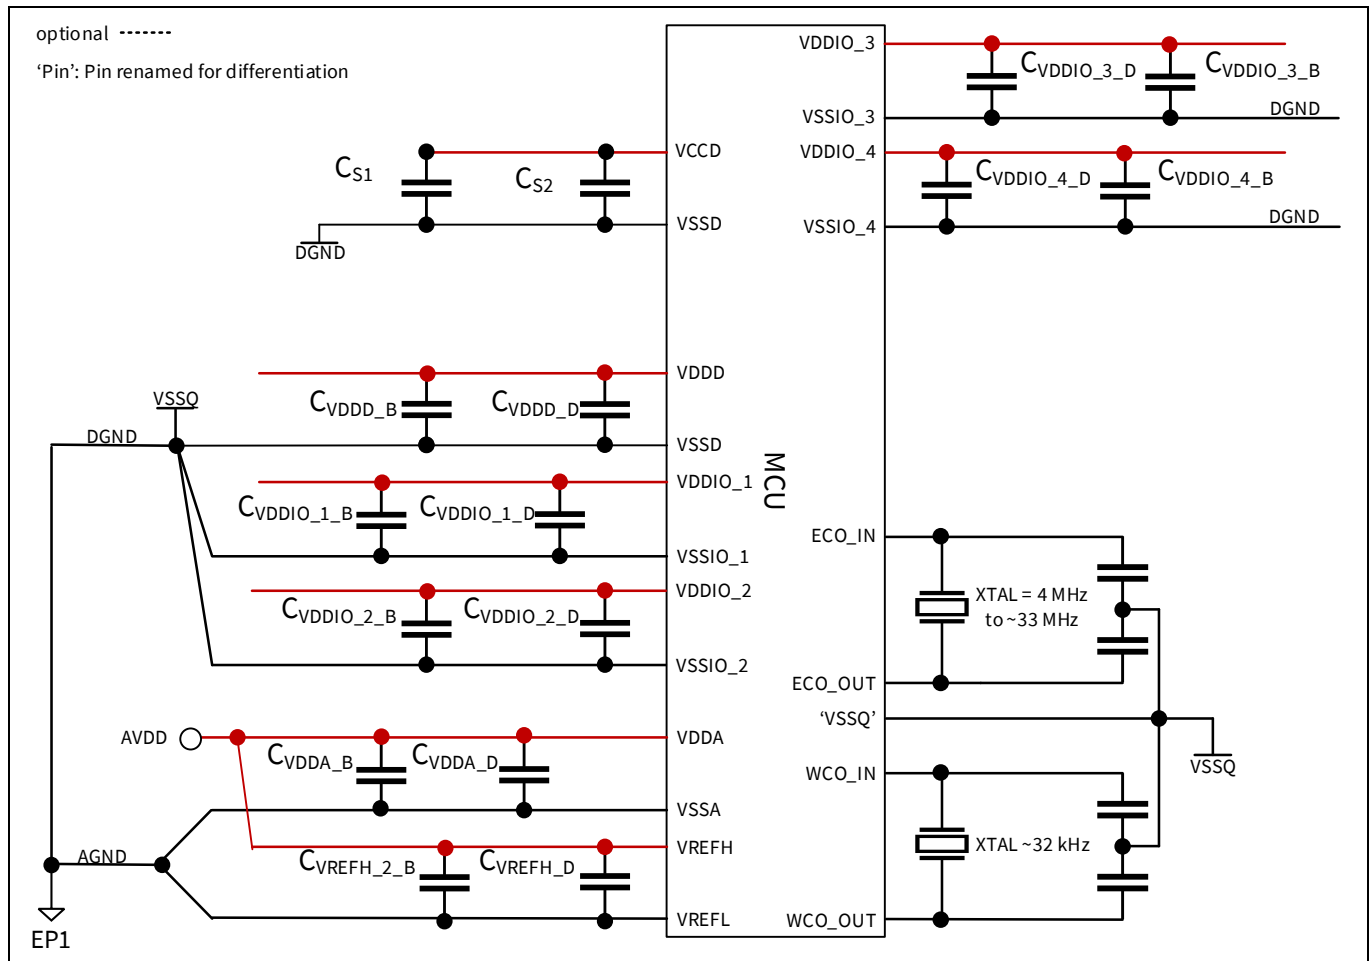 optional
‘Pin’: Pin renamed for differentiation
VDDIO_3
CVDDIO_3_D
CVDDIO_3_B
VSSIO_3
DGND
VCCD
CS1
CS2
VSSD
DGND
VDDIO_4
CVDDIO_4_D
CVDDIO_4_B
VSSIO_4
DGND
VDDD
VSSQ
CVDDD_B
CVDDD_D
DGND
VSSD
MCU
VDDIO_1
CVDDIO_1_B
CVDDIO_1_D
VSSIO_1
VDDIO_2
CVDDIO_2_B
CVDDIO_2_D
VSSIO_2
ECO_IN
XTAL = 4 MHz
to ~33 MHz
ECO_OUT
‘VSSQ’
VSSQ
WCO_IN
XTAL ~32 kHz
WCO_OUT
AVDD
VDDA
CVDDA_B
CVDDA_D
VSSA
AGND
VREFH
CVREFH_2_B
CVREFH_D
VREFL
EP1